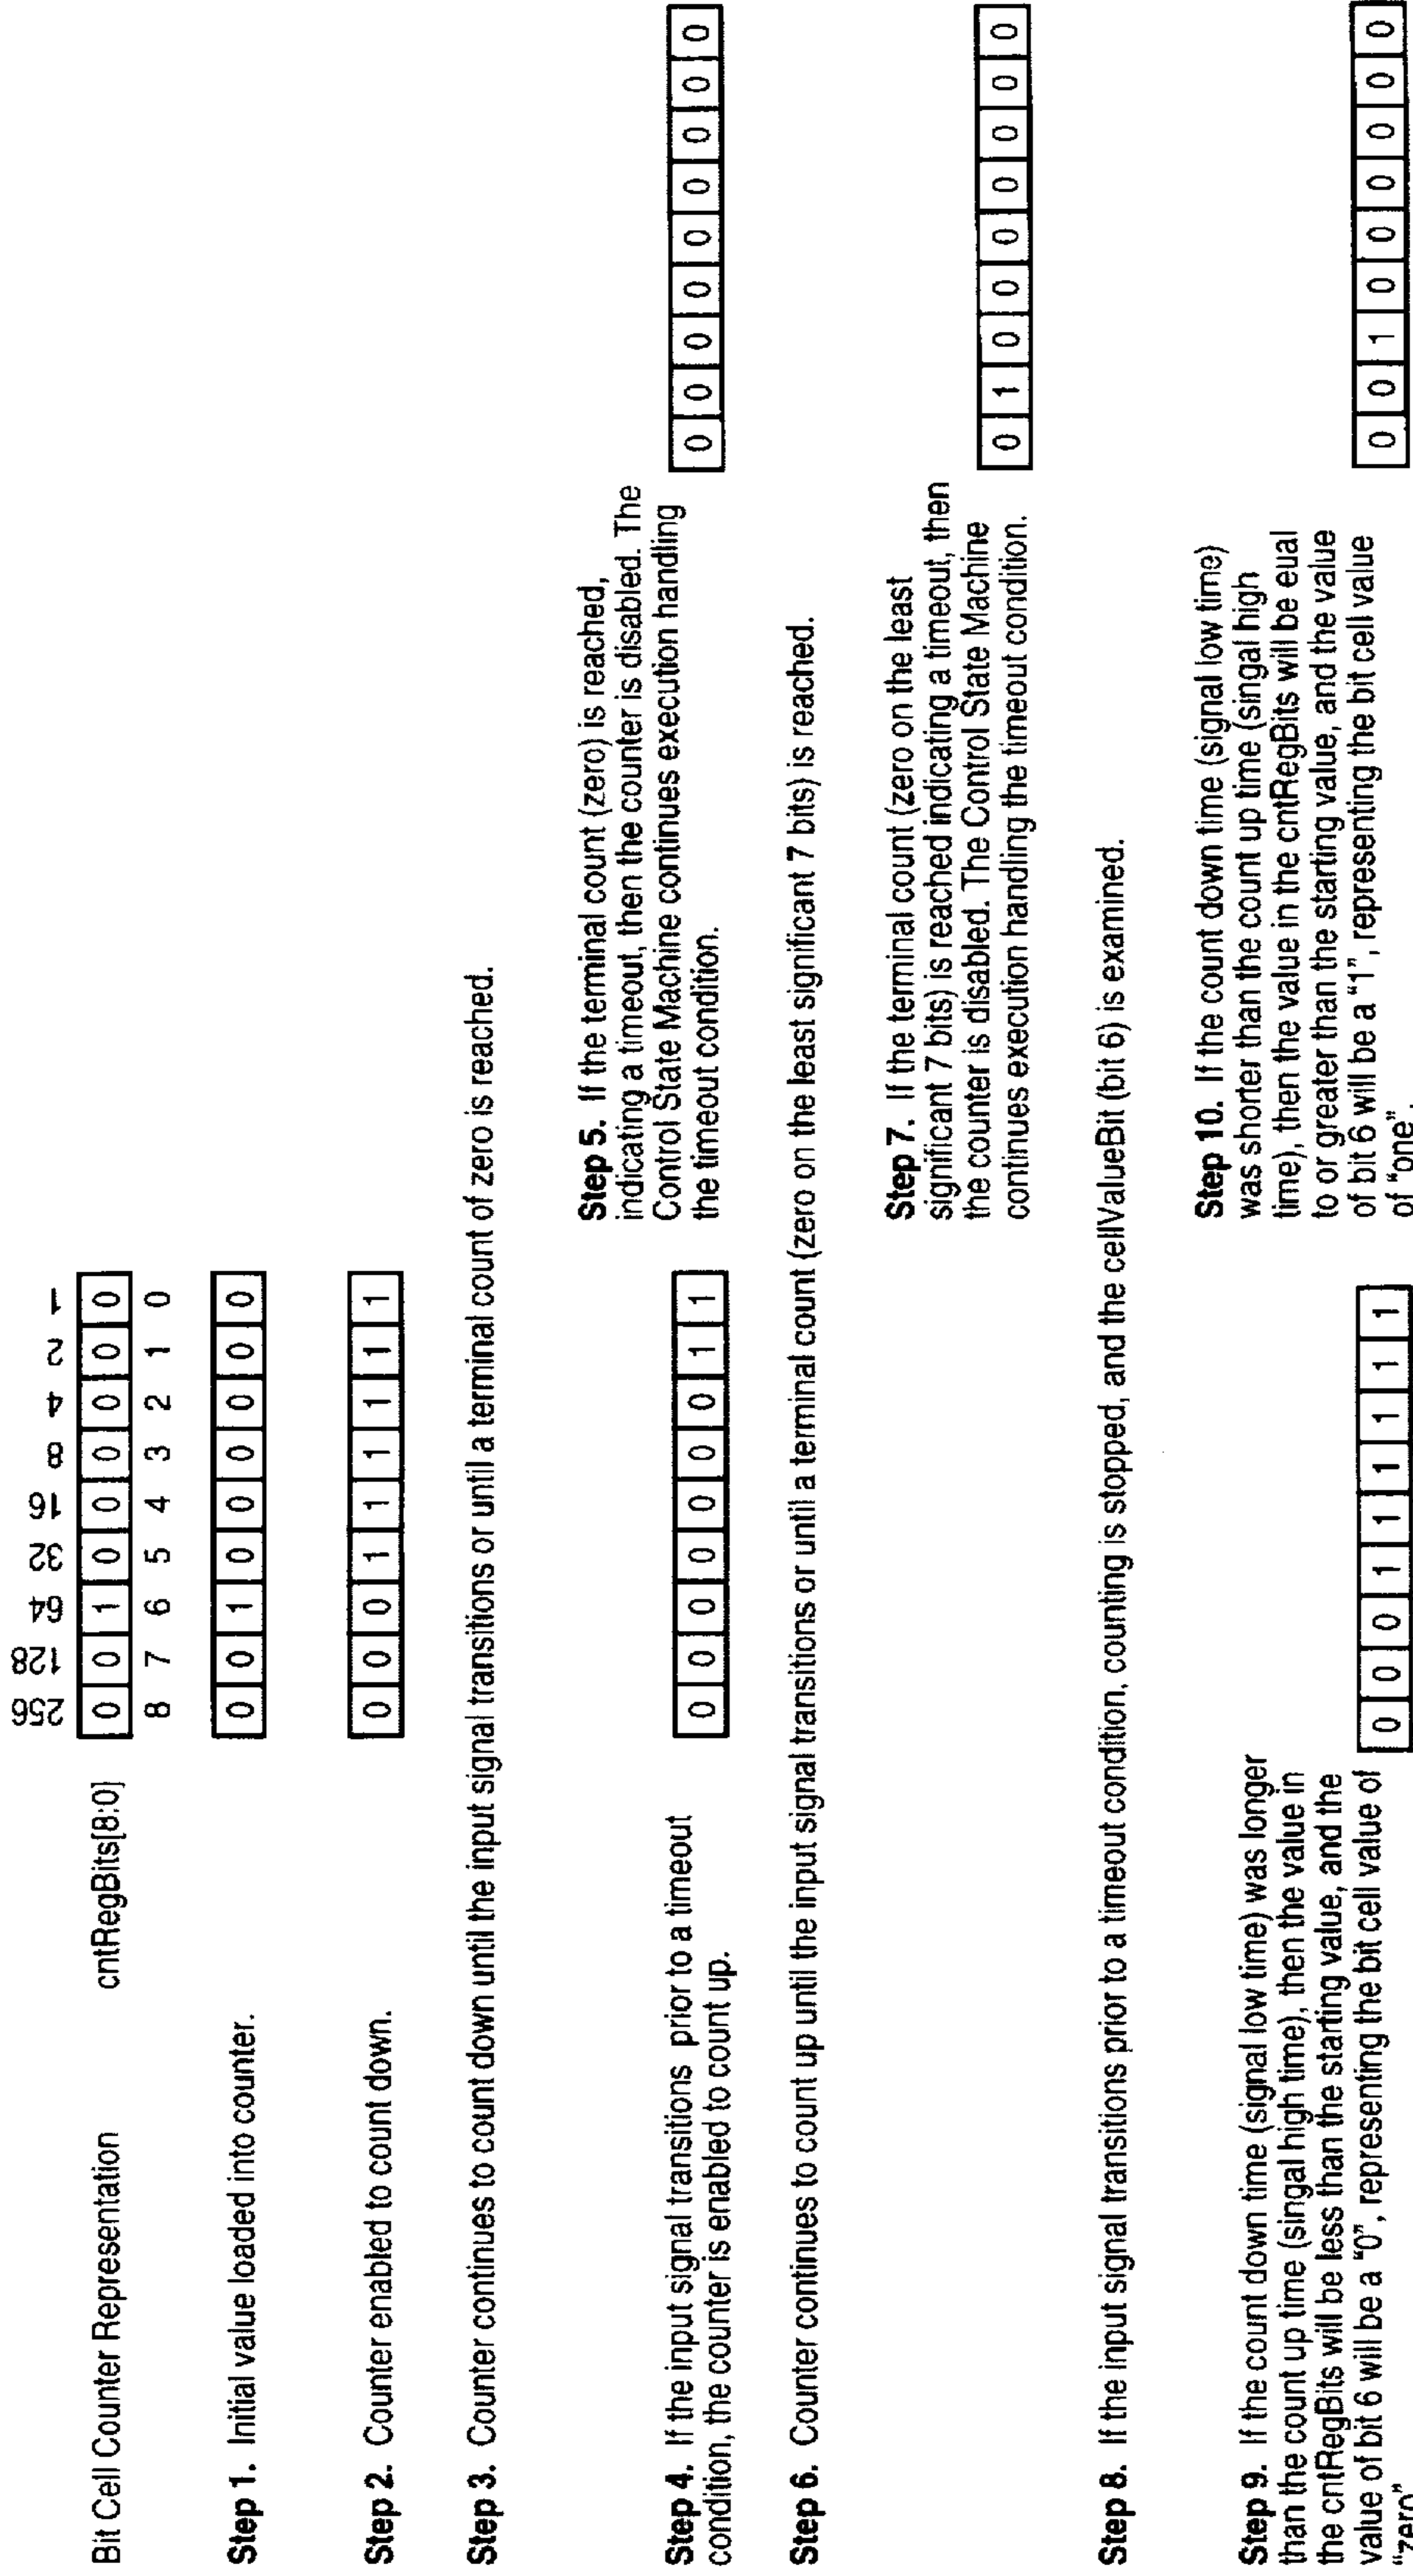 256 128 64 32 16 8 4 2 1
Bit Cell Counter Representation cntRegBits[8:0] 0 0 1 0 0 0 0 0 0
8 7 6 5 4 3 2 1 0
Step 1. Initial value loaded into counter. 0 0 1 0 0 0 0 0 0
Step 2. Counter enabled to count down. 0 0 0 1 1 1 1 1 1
Step 3. Counter continues to count down until the input signal transitions or until a terminal count of zero is reached.
Step 4. If the input signal transitions prior to a timeout
condition, the counter is enabled to count up.
0 0 0 0 0 0 0 1 1
Step 5. If the terminal count (zero) is reached,
indicating a timeout, then the counter is disabled. The
Control State Machine continues execution handling
the timeout condition.
0 0 0 0 0 0 0 0 0
Step 6. Counter continues to count up until the input signal transitions or until a terminal count (zero on the least significant 7 bits) is reached.
Step 7. If the terminal count (zero on the least
significant 7 bits) is reached indicating a timeout, then
the counter is disabled. The Control State Machine
continues execution handling the timeout condition.
0 1 0 0 0 0 0 0 0
Step 8. If the input signal transitions prior to a timeout condition, counting is stopped, and the cellValueBit (bit 6) is examined.
Step 9. If the count down time (signal low time) was longer
than the count up time (singal high time), then the value in
the cntRegBits will be less than the starting value, and the
value of bit 6 will be a “0”, representing the bit cell value of
“zero”
0 0 0 1 1 1 1 1 1
Step 10. If the count down time (signal low time)
was shorter than the count up time (singal high
time), then the value in the cntRegBits will be eual
to or greater than the starting value, and the value
of bit 6 will be a “1”, representing the bit cell value
of “one”.
0 0 1 0 0 0 0 0 0